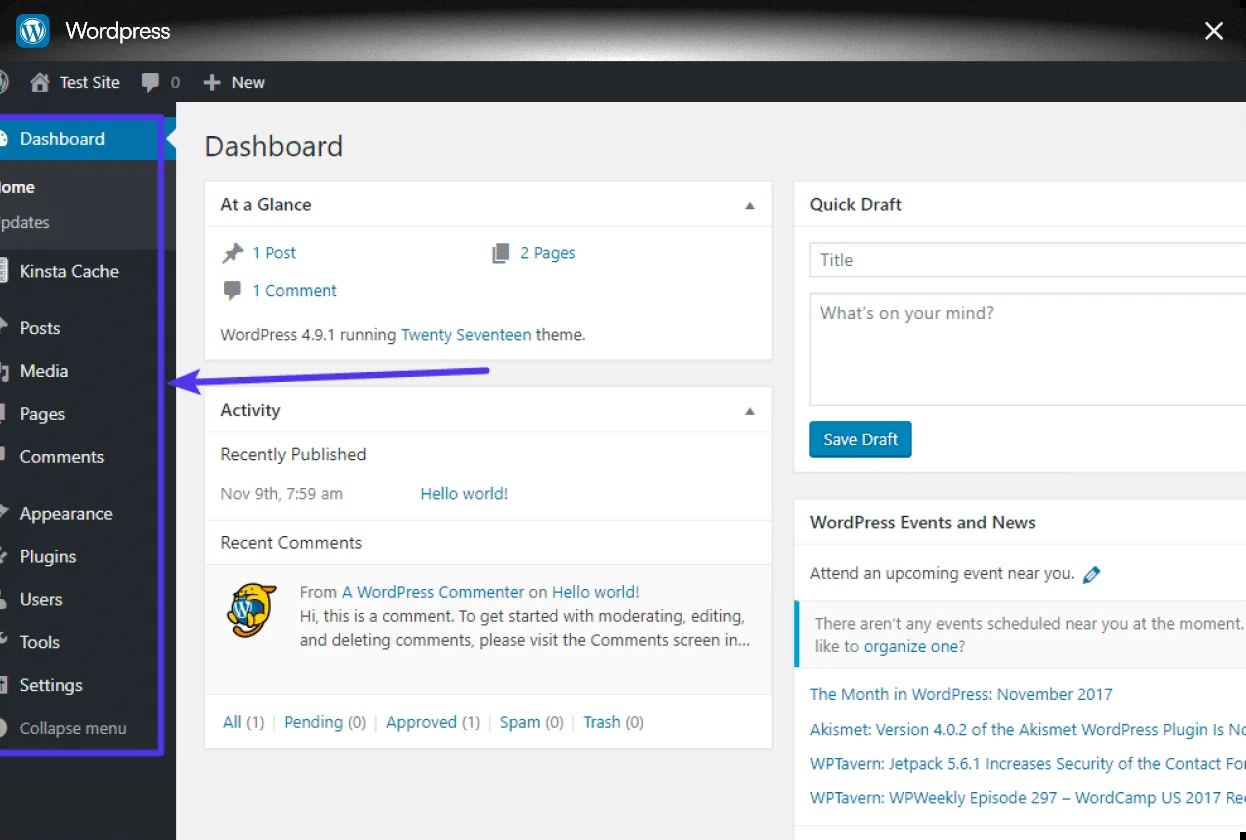 Wordpress
Test Site 0 New
Dashboard
ome
pdates
Kinsta Cache
Posts
Media
Pages
Comments
Appearance
Plugins
Users
Tools
Settings
Collapse menu
Dashboard
At a Glance
1 Post
2 Pages
1 Comment
WordPress 4.9.1 running Twenty Seventeen theme.
Activity
Recently Published
Nov 9th, 7:59 am Hello world!
Recent Comments
From A WordPress Commenter on Hello world!
Hi, this is a comment. To get started with moderating, editing,
and deleting comments, please visit the Comments screen in...
All (1) | Pending (0) | Approved (1) | Spam (0) | Trash (0)
Quick Draft
Title
What's on your mind?
Save Draft
WordPress Events and News
Attend an upcoming event near you.
There aren't any events scheduled near you at the moment.
like to organize one?
The Month in WordPress: November 2017
Akismet: Version 4.0.2 of the Akismet WordPress Plugin Is No
WPTavern: Jetpack 5.6.1 Increases Security of the Contact For
WPTavern: WPWeekly Episode 297 – WordCamp US 2017 Re